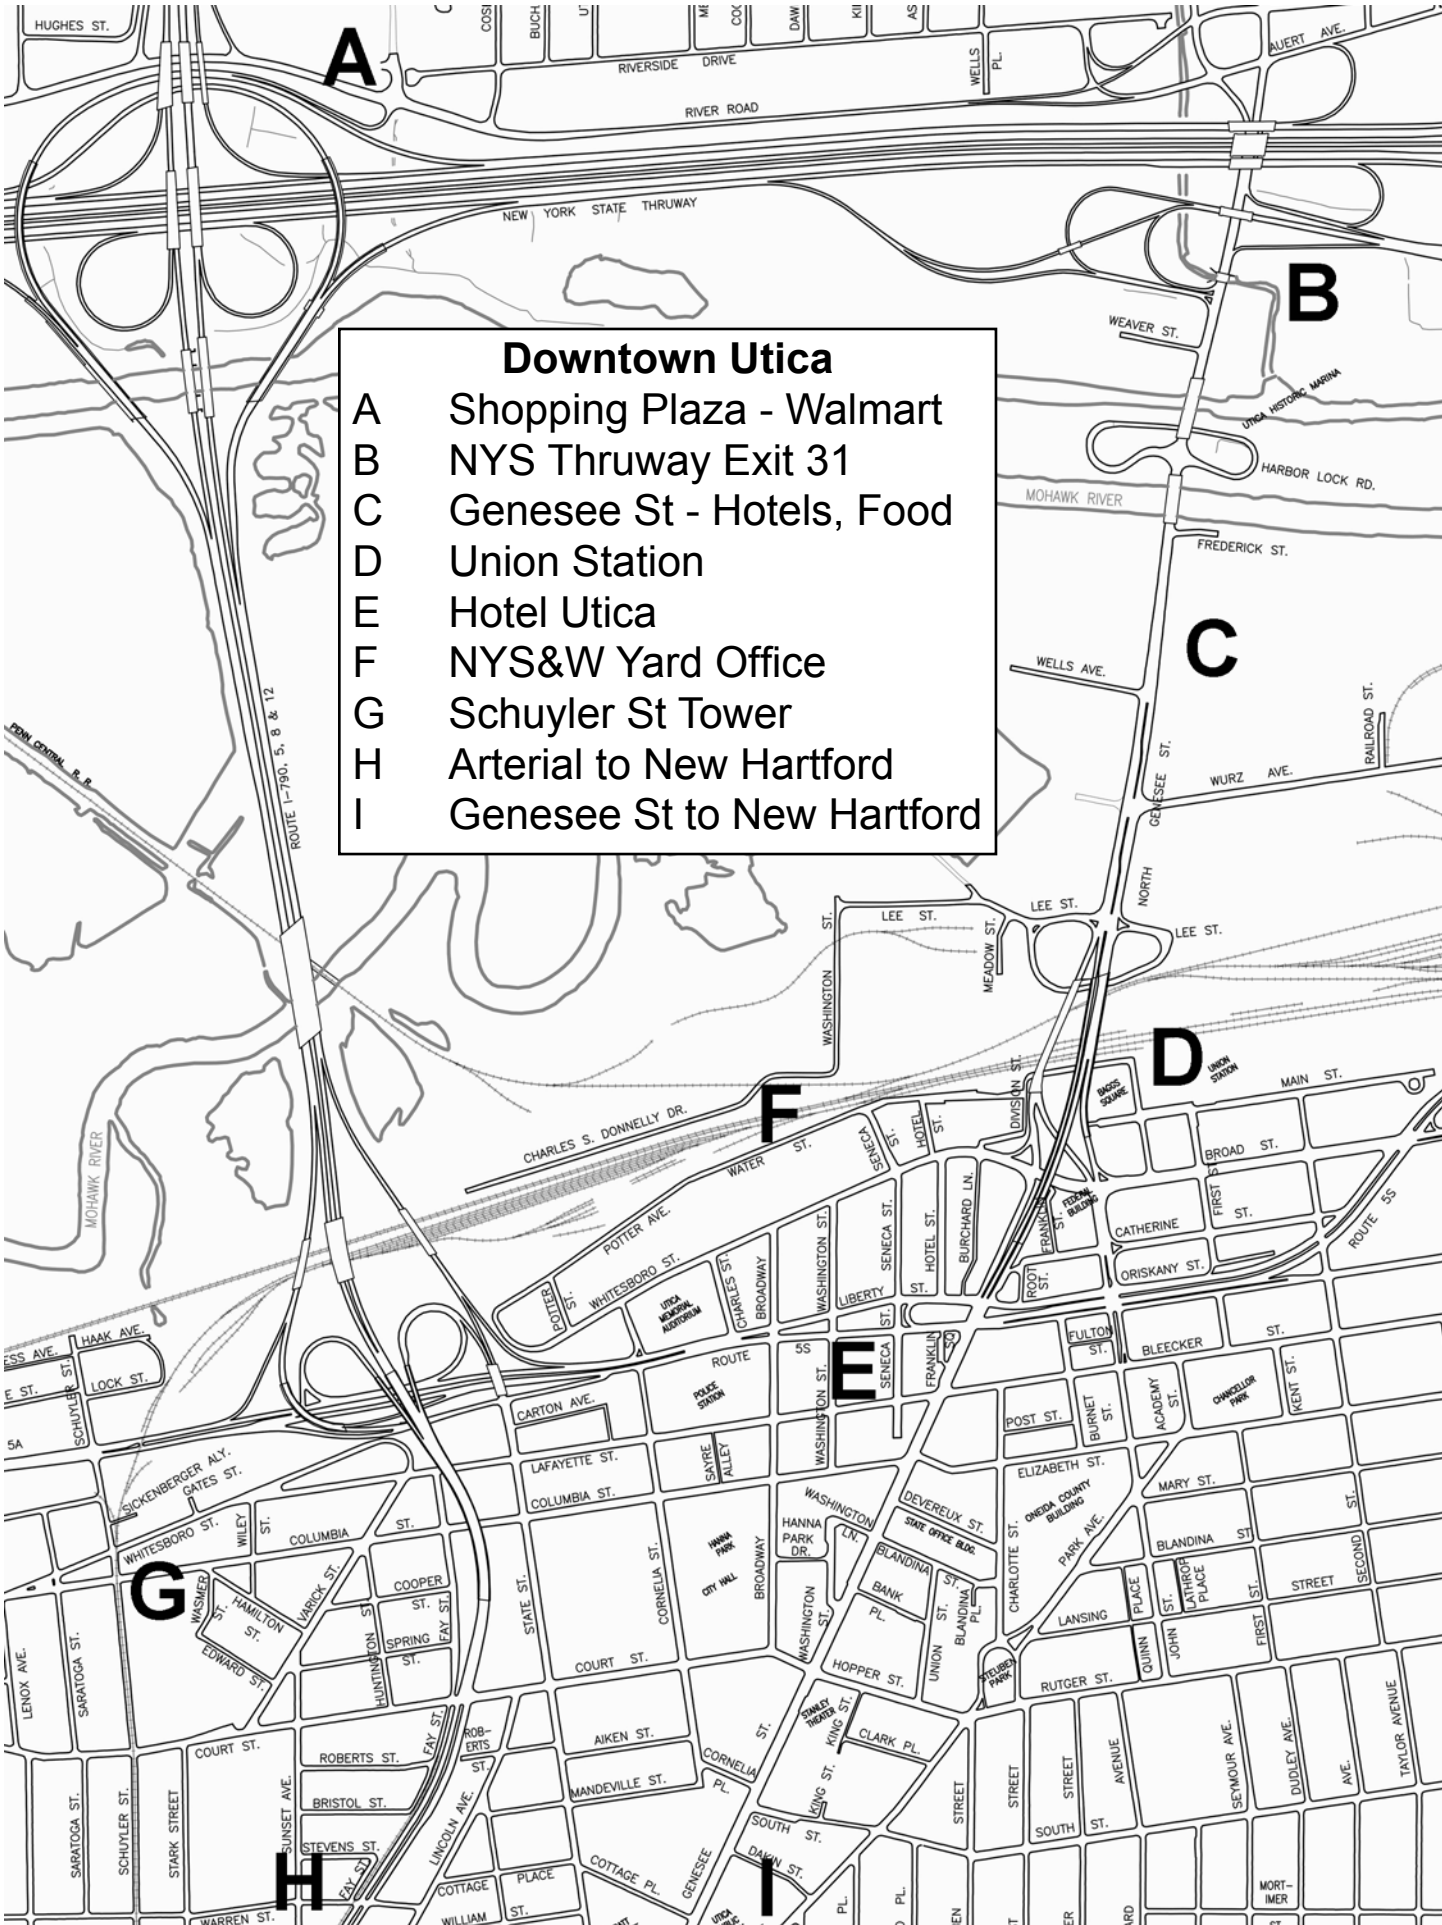 HUGHES ST.
A
COS
BUCH
RIVERSIDE DRIVE
WELLS PL.
AUERT AVE.
RIVER ROAD
NEW YORK STATE THRUWAY
B
WEAVER ST.
UTICA HISTORIC MARINA
HARBOR LOCK RD.
MOHAWK RIVER
FREDERICK ST.
Downtown Utica
A Shopping Plaza - Walmart
B NYS Thruway Exit 31
C Genesee St - Hotels, Food
D Union Station
E Hotel Utica
F NYS&W Yard Office
G Schuyler St Tower
H Arterial to New Hartford
I Genesee St to New Hartford
C
WELLS AVE.
RAILROAD ST.
ROUTE I-790, 5, 8 & 12
PENN CENTRAL R. R.
WURZ AVE.
NORTH GENESEE ST.
LEE ST.
LEE ST.
LEE ST.
MEADOW ST.
WASHINGTON ST.
D
UNION STATION
BAGGS SQUARE
MAIN ST.
F
DIVISION ST.
CHARLES S. DONNELLY DR.
WATER ST.
SENECA ST.
HOTEL ST.
BROAD ST.
MOHAWK RIVER
POTTER AVE.
WHITESBORO ST.
POTTER ST.
UTICA MEMORIAL AUDITORIUM
CHARLES ST.
BROADWAY
WASHINGTON ST.
SENECA ST.
HOTEL ST.
BURCHARD LN.
FRANKLIN ST.
FEDERAL BUILDING
CATHERINE ST.
FIRST ST.
ROUTE 5S
LIBERTY ST.
ROOT ST.
ORISKANY ST.
HAAK AVE.
ESS AVE.
E ST.
LOCK ST.
SCHUYLER ST.
5A
ROUTE 5S
E
SENECA ST.
FRANKLIN SQ.
FULTON ST.
BLEECKER ST.
POLICE STATION
WASHINGTON ST.
CARTON AVE.
POST ST.
BURNET ST.
ACADEMY ST.
CHANCELLOR PARK
KENT ST.
SICKENBERGER ALY.
GATES ST.
LAFAYETTE ST.
SAYRE ALLEY
ELIZABETH ST.
MARY ST.
COLUMBIA ST.
WASHINGTON LN.
DEVEREUX ST.
STATE OFFICE BLDG.
ONEIDA COUNTY BUILDING
WHITESBORO ST.
WILEY ST.
COLUMBIA ST.
HANNA PARK
HANNA PARK DR.
CITY HALL
BLANDINA ST.
CHARLOTTE ST.
PARK AVE.
BLANDINA ST
SECOND ST.
G
WASMER ST.
HAMILTON ST.
VARICK ST.
COOPER ST.
STATE ST.
CORNELIA ST.
BROADWAY
WASHINGTON ST.
BANK PL.
UNION ST.
BLANDINA PL.
LANSING
PLACE
LATHROP PLACE
STREET
EDWARD ST.
HUNTINGTON ST.
SPRING ST.
FAY ST.
COURT ST.
HOPPER ST.
STEUBEN PARK
RUTGER ST.
QUINN
JOHN ST.
FIRST ST.
LENOX AVE.
SARATOGA ST.
COURT ST.
ROBERTS ST.
FAY ST.
ROB-
ERTS
ST.
AIKEN ST.
CORNELIA PL.
STANLEY THEATER
KING ST.
CLARK PL.
SARATOGA ST.
SCHUYLER ST.
STARK STREET
SUNSET AVE.
BRISTOL ST.
LINCOLN AVE.
MANDEVILLE ST.
KING ST.
STREET
STREET
STREET
AVENUE
SEYMOUR AVE.
DUDLEY AVE.
AVE.
TAYLOR AVENUE
STEVENS ST.
H
FAY ST.
COTTAGE PLACE
COTTAGE PL.
GENESEE ST.
SOUTH ST.
DAKIN ST.
I
SOUTH ST.
WARREN ST.
WILLIAM ST.
PL.
PL.
MORT-
IMER